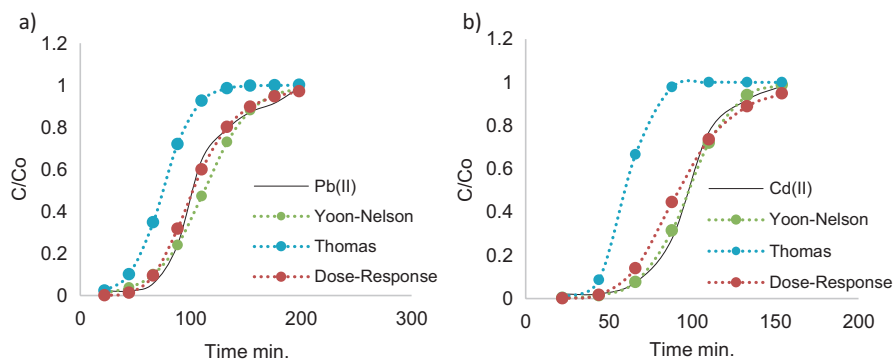 a)
1.2
1
0.8
0.6
0.4
0.2
0
C/Co
Pb(II)
Yoon-Nelson
Thomas
Dose-Response
0 100 200 300
Time min.
b)
1.2
1
0.8
0.6
0.4
0.2
0
C/Co
Cd(II)
Yoon-Nelson
Thomas
Dose-Response
0 50 100 150 200
Time min.